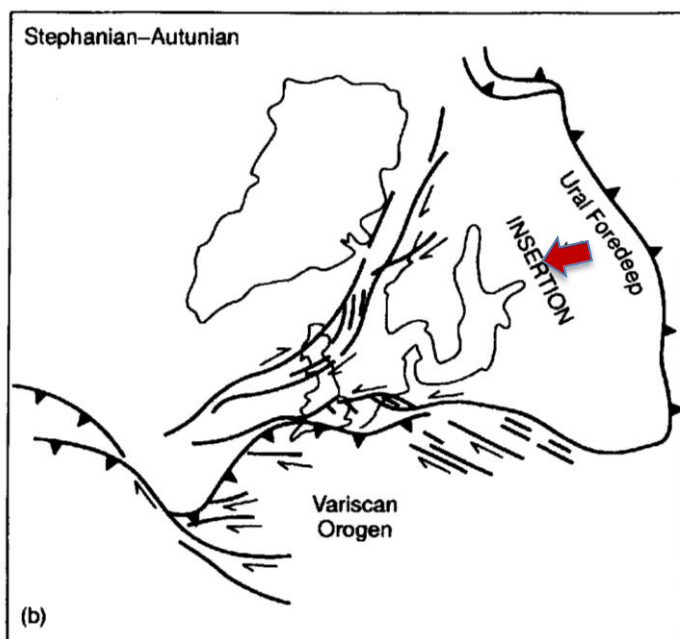 Stephanian–Autunian
Ural Foredeep
INSERTION
Variscan
Orogen
(b)